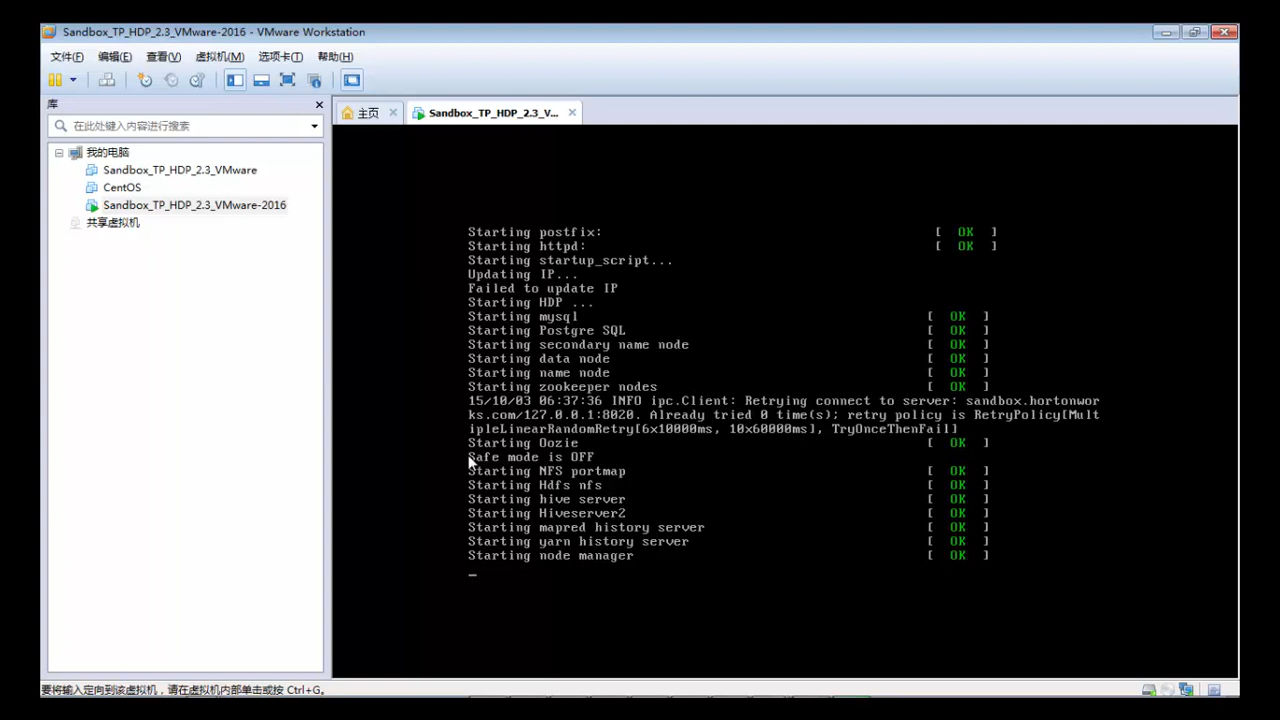 Sandbox_TP_HDP_2.3_VMware-2016 - VMware Workstation
文件(F) 编辑(E) 查看(V) 虚拟机(M) 选项卡(T) 帮助(H)
库
在此处键入内容进行搜索
我的电脑
Sandbox_TP_HDP_2.3_VMware
CentOS
Sandbox_TP_HDP_2.3_VMware-2016
共享虚拟机
主页 Sandbox_TP_HDP_2.3_V...
Starting postfix: [ OK ]
Starting httpd: [ OK ]
Starting startup_script...
Updating IP...
Failed to update IP
Starting HDP ...
Starting mysql [ OK ]
Starting Postgre SQL [ OK ]
Starting secondary name node [ OK ]
Starting data node [ OK ]
Starting name node [ OK ]
Starting zookeeper nodes [ OK ]
15/10/03 06:37:36 INFO ipc.Client: Retrying connect to server: sandbox.hortonwor
ks.com/127.0.0.1:8020. Already tried 0 time(s); retry policy is RetryPolicy[Mult
ipleLinearRandomRetry[6x10000ms, 10x60000ms], TryOnceThenFail]
Starting Oozie [ OK ]
Safe mode is OFF
Starting NFS portmap [ OK ]
Starting Hdfs nfs [ OK ]
Starting hive server [ OK ]
Starting Hiveserver2 [ OK ]
Starting mapred history server [ OK ]
Starting yarn history server [ OK ]
Starting node manager [ OK ]
_
要将输入定向到该虚拟机，请在虚拟机内部单击或按 Ctrl+G。